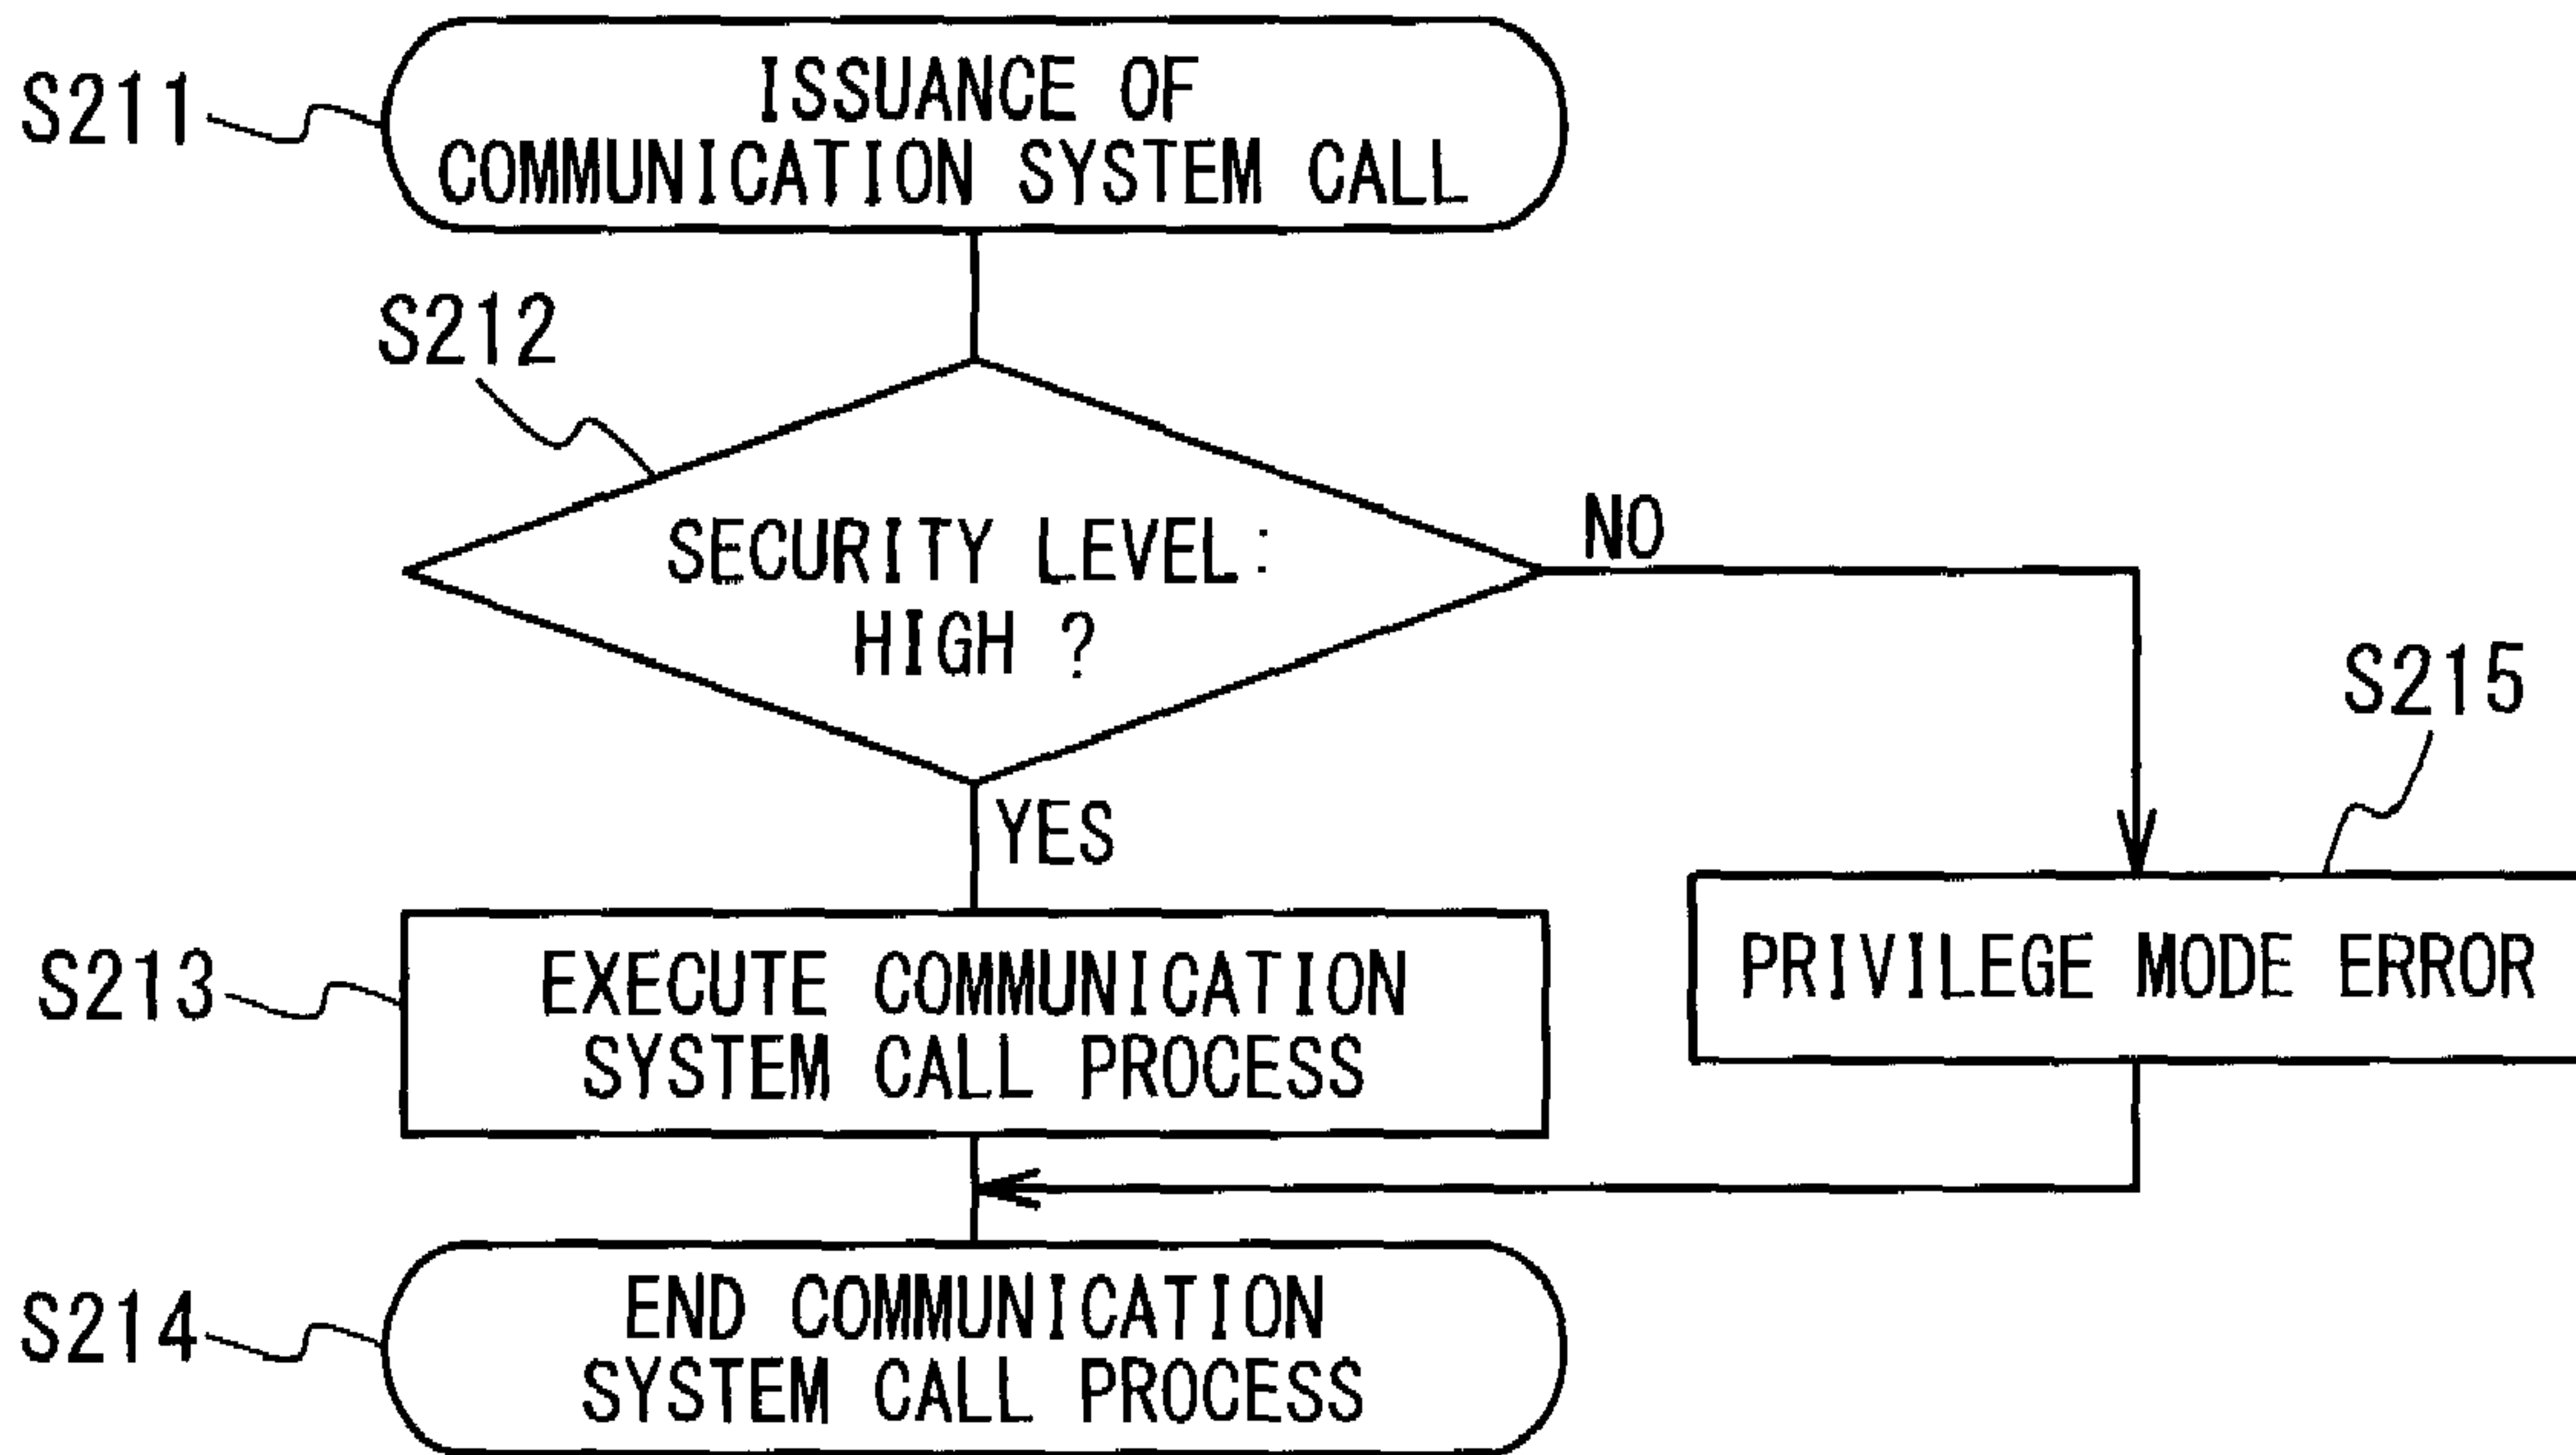 S211
ISSUANCE OF
COMMUNICATION SYSTEM CALL
S212
SECURITY LEVEL:
HIGH ?
NO
YES
S215
PRIVILEGE MODE ERROR
S213
EXECUTE COMMUNICATION
SYSTEM CALL PROCESS
S214
END COMMUNICATION
SYSTEM CALL PROCESS